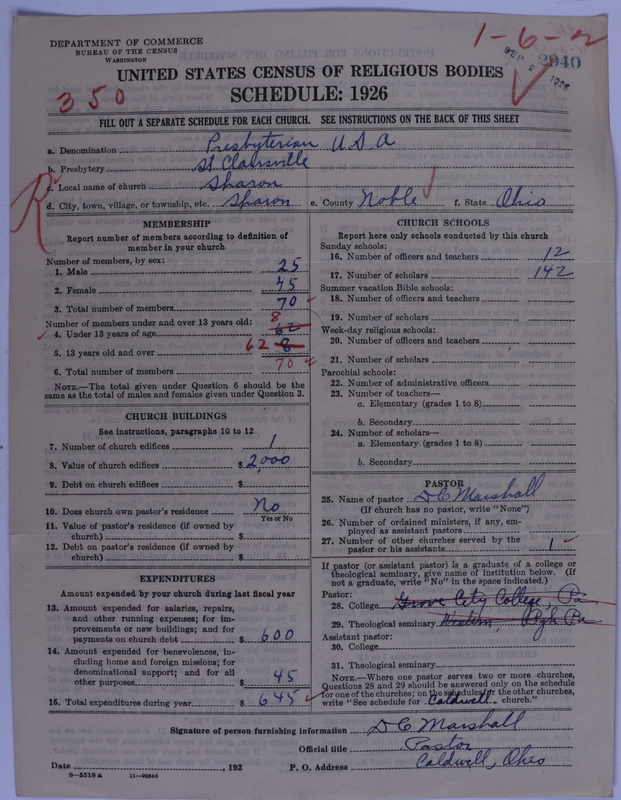 DEPARTMENT OF COMMERCE
BUREAU OF THE CENSUS
WASHINGTON
1-6-2
SEP 2 1926
2940
UNITED STATES CENSUS OF RELIGIOUS BODIES
SCHEDULE: 1926
350
FILL OUT A SEPARATE SCHEDULE FOR EACH CHURCH. SEE INSTRUCTIONS ON THE BACK OF THIS SHEET
a. Denomination Presbyterian U.S.A
b. Presbytery St Clairsville
c. Local name of church Sharon
R
d. City, town, village, or township, etc. Sharon e. County Noble f. State Ohio
MEMBERSHIP
Report number of members according to definition of
member in your church
Number of members, by sex:
1. Male 25
2. Female 45
3. Total number of members 70
Number of members under and over 13 years old: 8
4. Under 13 years of age 62
5. 13 years old and over 62 8
6. Total number of members 70
NOTE.—The total given under Question 6 should be
same as the total of males and females given under Question 3.
CHURCH BUILDINGS
See instructions, paragraphs 10 to 12
7. Number of church edifices 1
8. Value of church edifices $ 2,000
9. Debt on church edifices $
10. Does church own pastor's residence No
Yes or No
11. Value of pastor's residence (if owned by
church) $
12. Debt on pastor's residence (if owned by
church) $
EXPENDITURES
Amount expended by your church during last fiscal year
13. Amount expended for salaries, repairs,
and other running expenses; for im-
provements or new buildings; and for
payments on church debt $ 600
14. Amount expended for benevolences, in-
cluding home and foreign missions; for
denominational support; and for all
other purposes $ 45
15. Total expenditures during year $ 645
CHURCH SCHOOLS
Report here only schools conducted by this church
Sunday schools:
16. Number of officers and teachers 12
17. Number of scholars 142
Summer vacation Bible schools:
18. Number of officers and teachers
19. Number of scholars
Week-day religious schools:
20. Number of officers and teachers
21. Number of scholars
Parochial schools:
22. Number of administrative officers
23. Number of teachers—
a. Elementary (grades 1 to 8)
b. Secondary
24. Number of scholars—
a. Elementary (grades 1 to 8)
b. Secondary
PASTOR
25. Name of pastor D C Marshall
(If church has no pastor, write "None")
26. Number of ordained ministers, if any, em-
ployed as assistant pastors
27. Number of other churches served by the
pastor or his assistants 1
If pastor (or assistant pastor) is a graduate of a college or
theological seminary, give name of institution below. (If
not a graduate, write "No" in the space indicated.)
Pastor:
28. College Grove City College, Pa
29. Theological seminary Western Pgh Pa
Assistant pastor:
30. College
31. Theological seminary
NOTE.—Where one pastor serves two or more churches,
Questions 28 and 29 should be answered only on the schedule
for one of the churches; on the schedules for the other churches,
write "See schedule for Caldwell church."
Signature of person furnishing information D C Marshall
Official title Pastor
Date , 192 P. O. Address Caldwell, Ohio
8—5518 a 11—9054d